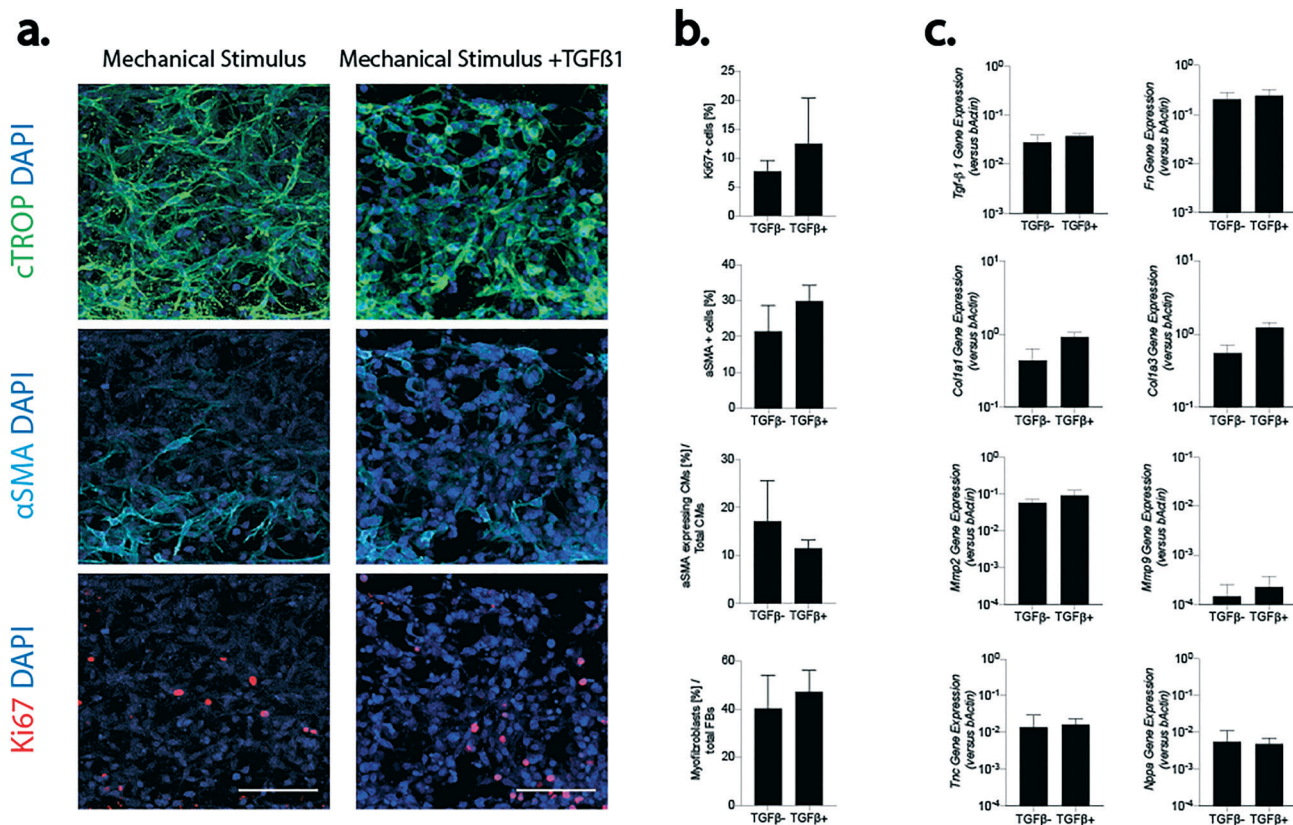 a.
Mechanical Stimulus
Mechanical Stimulus +TGFß1
cTROP DAPI
αSMA DAPI
Ki67 DAPI
b.
Ki67+ cells [%]
25
20
15
10
5
0
TGFβ- TGFβ+
aSMA + cells [%]
40
30
20
10
0
TGFβ- TGFβ+
aSMA expressing CMs [%] /
Total CMs
30
20
10
0
TGFβ- TGFβ+
Myofibroblasts [%] /
total FBs
60
40
20
0
TGFβ- TGFβ+
c.
Tgf-β 1 Gene Expression
(versus bActin)
10⁰
10⁻¹
10⁻²
10⁻³
TGFβ- TGFβ+
Fn Gene Expression
(versus bActin)
10⁰
10⁻¹
10⁻²
10⁻³
TGFβ- TGFβ+
Col1a1 Gene Expression
(versus bActin)
10¹
10⁰
10⁻¹
TGFβ- TGFβ+
Col1a3 Gene Expression
(versus bActin)
10¹
10⁰
10⁻¹
TGFβ- TGFβ+
Mmp2 Gene Expression
(versus bActin)
10⁰
10⁻¹
10⁻²
10⁻³
10⁻⁴
TGFβ- TGFβ+
Mmp9 Gene Expression
(versus bActin)
10⁻¹
10⁻²
10⁻³
10⁻⁴
TGFβ- TGFβ+
Tnc Gene Expression
(versus bActin)
10⁰
10⁻¹
10⁻²
10⁻³
10⁻⁴
TGFβ- TGFβ+
Nppa Gene Expression
(versus bActin)
10⁰
10⁻¹
10⁻²
10⁻³
10⁻⁴
TGFβ- TGFβ+